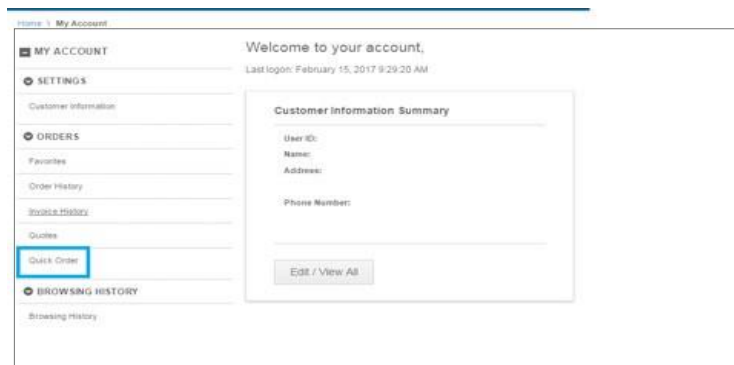 Home \ My Account
MY ACCOUNT
SETTINGS
Customer Information
ORDERS
Favorites
Order History
Invoice History
Quotes
Quick Order
BROWSING HISTORY
Browsing History
Welcome to your account,
Last logon: February 15, 2017 9:29:20 AM
Customer Information Summary
User ID:
Name:
Address:
Phone Number:
Edit / View All